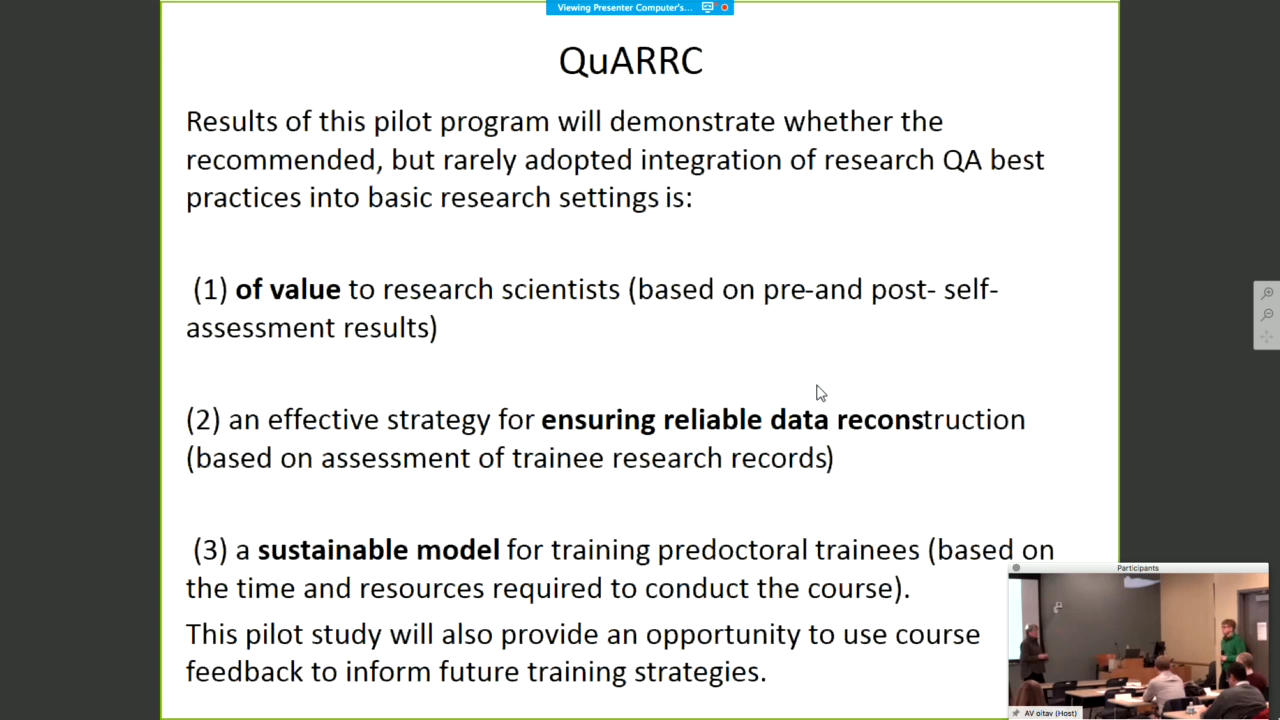 Viewing Presenter Computer's...
QuARRC
Results of this pilot program will demonstrate whether the
recommended, but rarely adopted integration of research QA best
practices into basic research settings is:
(1) of value to research scientists (based on pre-and post- self-
assessment results)
(2) an effective strategy for ensuring reliable data reconstruction
(based on assessment of trainee research records)
(3) a sustainable model for training predoctoral trainees (based on
the time and resources required to conduct the course).
This pilot study will also provide an opportunity to use course
feedback to inform future training strategies.
Participants
AV oitav (Host)